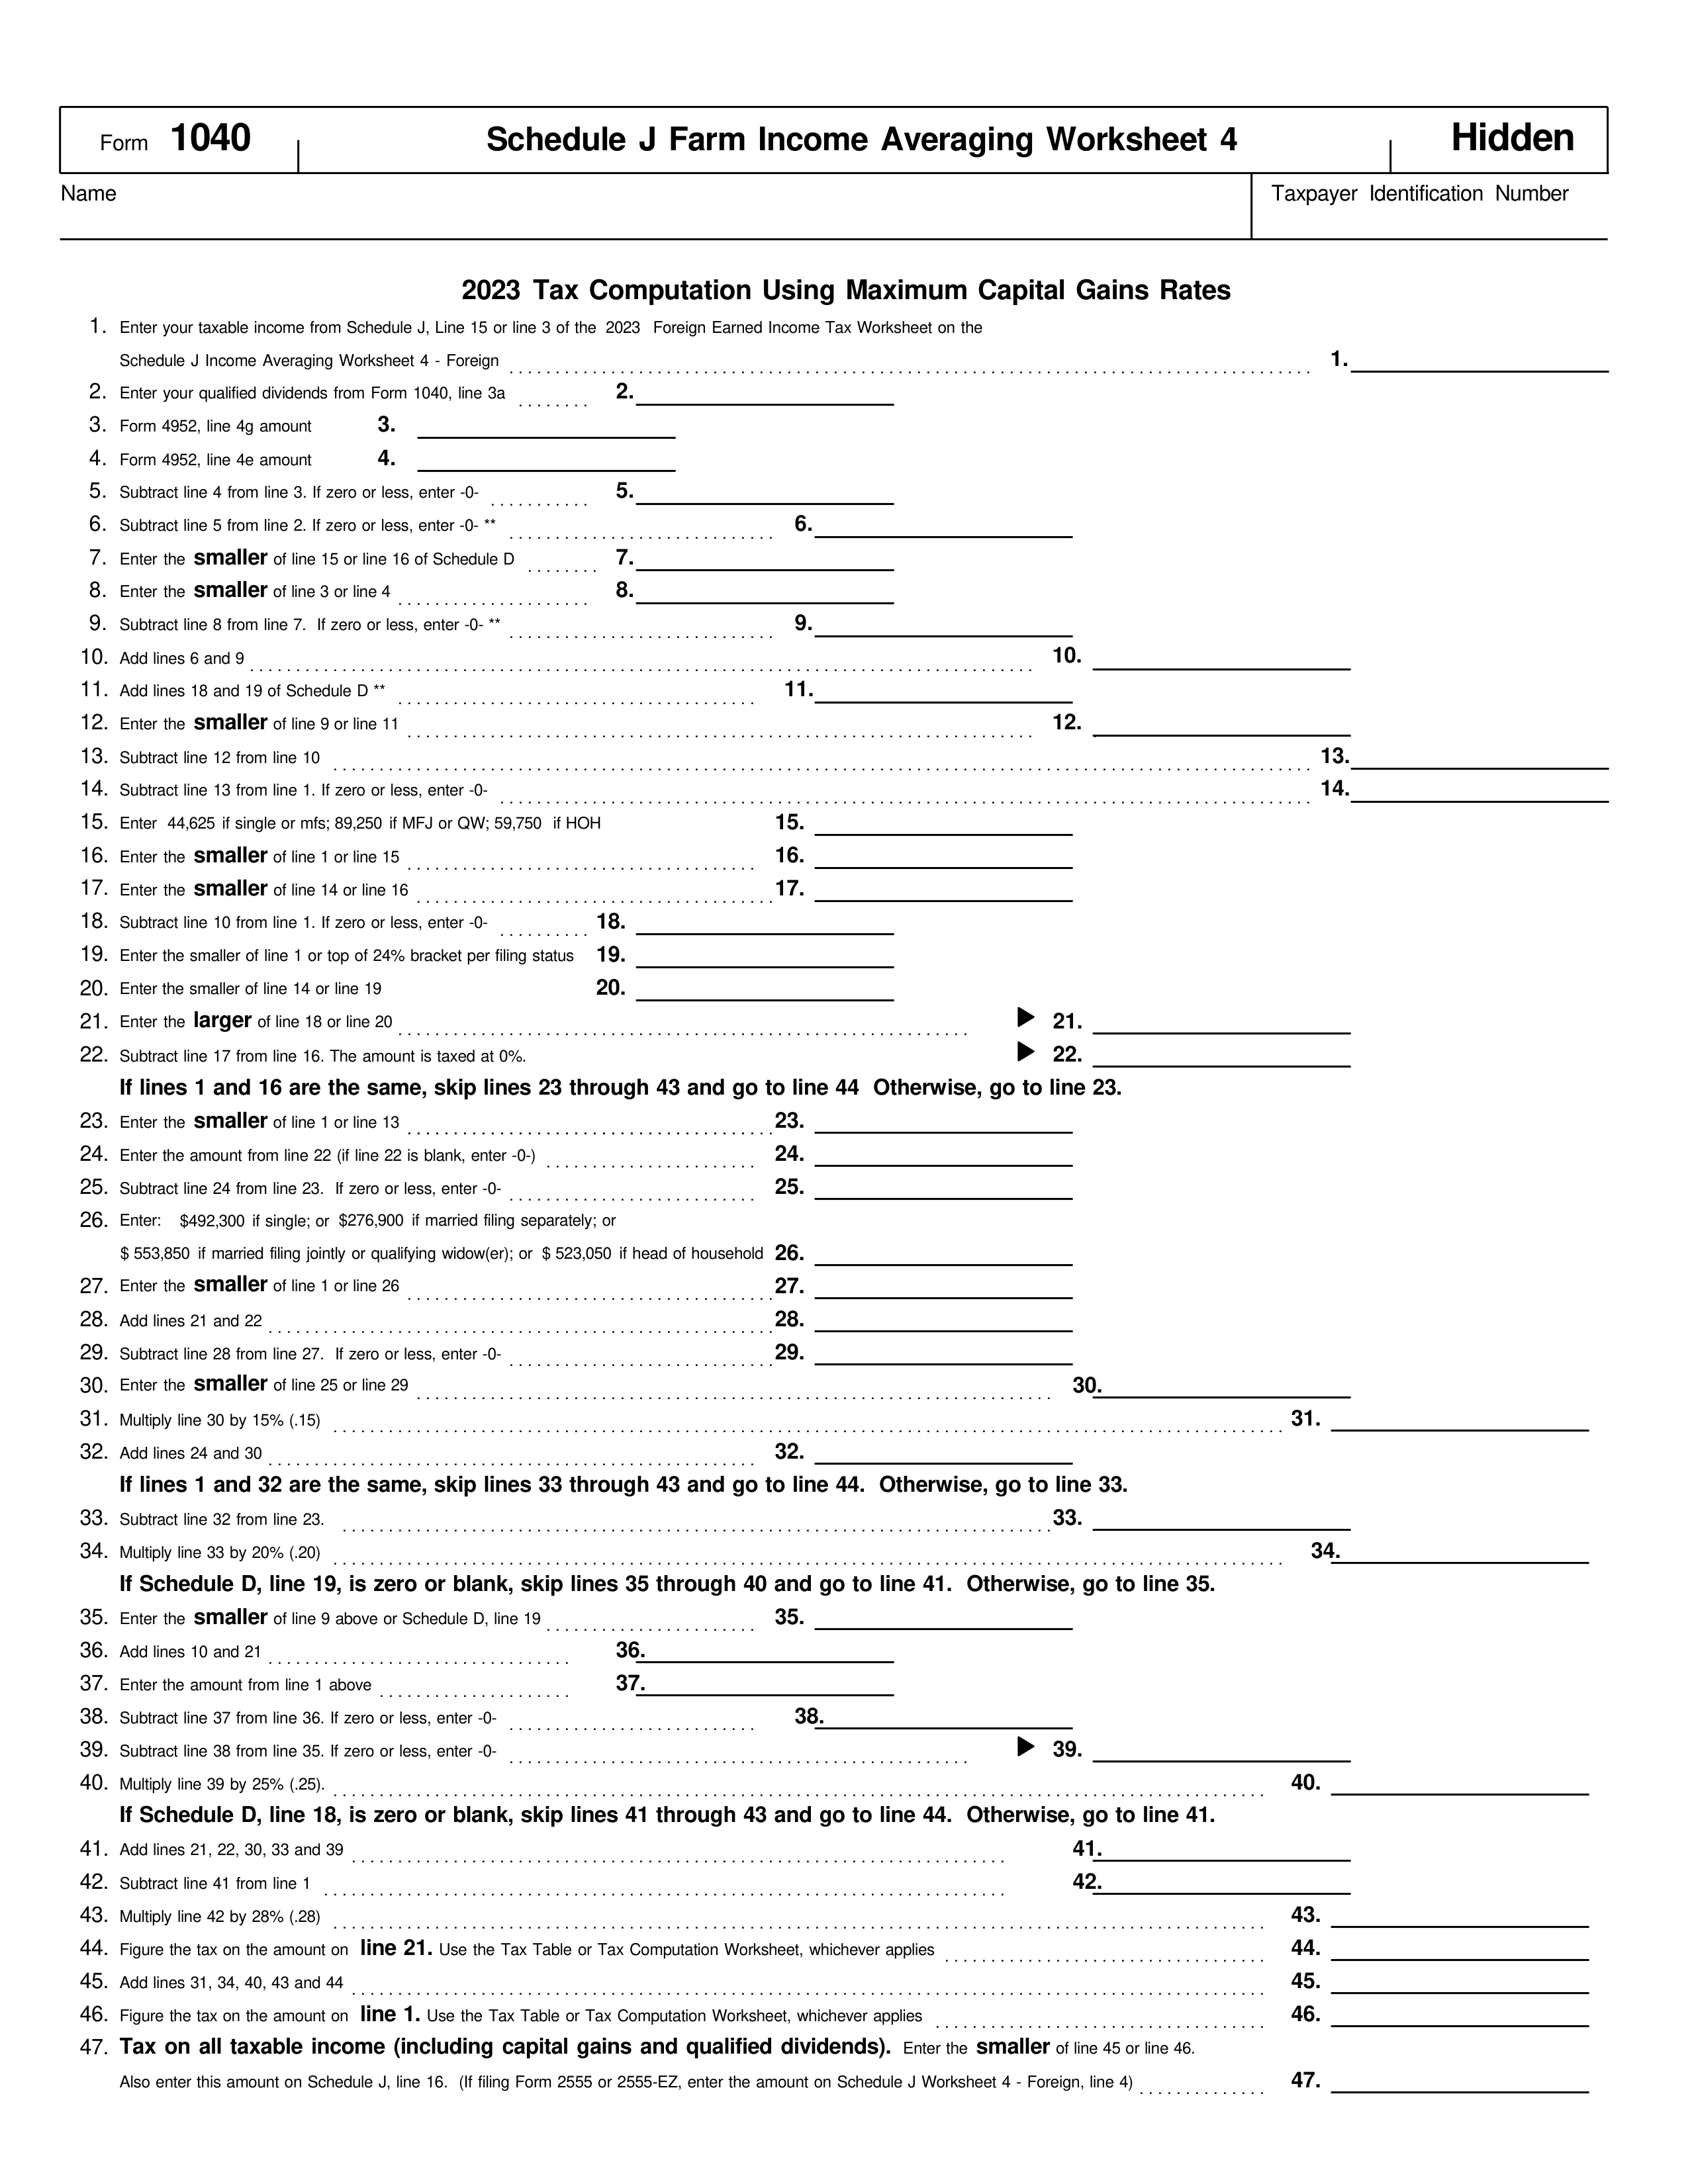 Form 1040 Schedule J Farm Income Averaging Worksheet 4 Hidden
Name Taxpayer Identification Number
2023 Tax Computation Using Maximum Capital Gains Rates
1. Enter your taxable income from Schedule J, Line 15 or line 3 of the 2023 Foreign Earned Income Tax Worksheet on the
Schedule J Income Averaging Worksheet 4 - Foreign 1.
2. Enter your qualified dividends from Form 1040, line 3a 2.
3. Form 4952, line 4g amount 3.
4. Form 4952, line 4e amount 4.
5. Subtract line 4 from line 3. If zero or less, enter -0- 5.
6. Subtract line 5 from line 2. If zero or less, enter -0- ** 6.
7. Enter the smaller of line 15 or line 16 of Schedule D 7.
8. Enter the smaller of line 3 or line 4 8.
9. Subtract line 8 from line 7. If zero or less, enter -0- ** 9.
10. Add lines 6 and 9 10.
11. Add lines 18 and 19 of Schedule D ** 11.
12. Enter the smaller of line 9 or line 11 12.
13. Subtract line 12 from line 10 13.
14. Subtract line 13 from line 1. If zero or less, enter -0- 14.
15. Enter 44,625 if single or mfs; 89,250 if MFJ or QW; 59,750 if HOH 15.
16. Enter the smaller of line 1 or line 15 16.
17. Enter the smaller of line 14 or line 16 17.
18. Subtract line 10 from line 1. If zero or less, enter -0- 18.
19. Enter the smaller of line 1 or top of 24% bracket per filing status 19.
20. Enter the smaller of line 14 or line 19 20.
21. Enter the larger of line 18 or line 20 ▶ 21.
22. Subtract line 17 from line 16. The amount is taxed at 0%. ▶ 22.
If lines 1 and 16 are the same, skip lines 23 through 43 and go to line 44 Otherwise, go to line 23.
23. Enter the smaller of line 1 or line 13 23.
24. Enter the amount from line 22 (if line 22 is blank, enter -0-) 24.
25. Subtract line 24 from line 23. If zero or less, enter -0- 25.
26. Enter: $492,300 if single; or $276,900 if married filing separately; or
$ 553,850 if married filing jointly or qualifying widow(er); or $ 523,050 if head of household 26.
27. Enter the smaller of line 1 or line 26 27.
28. Add lines 21 and 22 28.
29. Subtract line 28 from line 27. If zero or less, enter -0- 29.
30. Enter the smaller of line 25 or line 29 30.
31. Multiply line 30 by 15% (.15) 31.
32. Add lines 24 and 30 32.
If lines 1 and 32 are the same, skip lines 33 through 43 and go to line 44. Otherwise, go to line 33.
33. Subtract line 32 from line 23. 33.
34. Multiply line 33 by 20% (.20) 34.
If Schedule D, line 19, is zero or blank, skip lines 35 through 40 and go to line 41. Otherwise, go to line 35.
35. Enter the smaller of line 9 above or Schedule D, line 19 35.
36. Add lines 10 and 21 36.
37. Enter the amount from line 1 above 37.
38. Subtract line 37 from line 36. If zero or less, enter -0- 38.
39. Subtract line 38 from line 35. If zero or less, enter -0- ▶ 39.
40. Multiply line 39 by 25% (.25). 40.
If Schedule D, line 18, is zero or blank, skip lines 41 through 43 and go to line 44. Otherwise, go to line 41.
41. Add lines 21, 22, 30, 33 and 39 41.
42. Subtract line 41 from line 1 42.
43. Multiply line 42 by 28% (.28) 43.
44. Figure the tax on the amount on line 21. Use the Tax Table or Tax Computation Worksheet, whichever applies 44.
45. Add lines 31, 34, 40, 43 and 44 45.
46. Figure the tax on the amount on line 1. Use the Tax Table or Tax Computation Worksheet, whichever applies 46.
47. Tax on all taxable income (including capital gains and qualified dividends). Enter the smaller of line 45 or line 46.
Also enter this amount on Schedule J, line 16. (If filing Form 2555 or 2555-EZ, enter the amount on Schedule J Worksheet 4 - Foreign, line 4) 47.